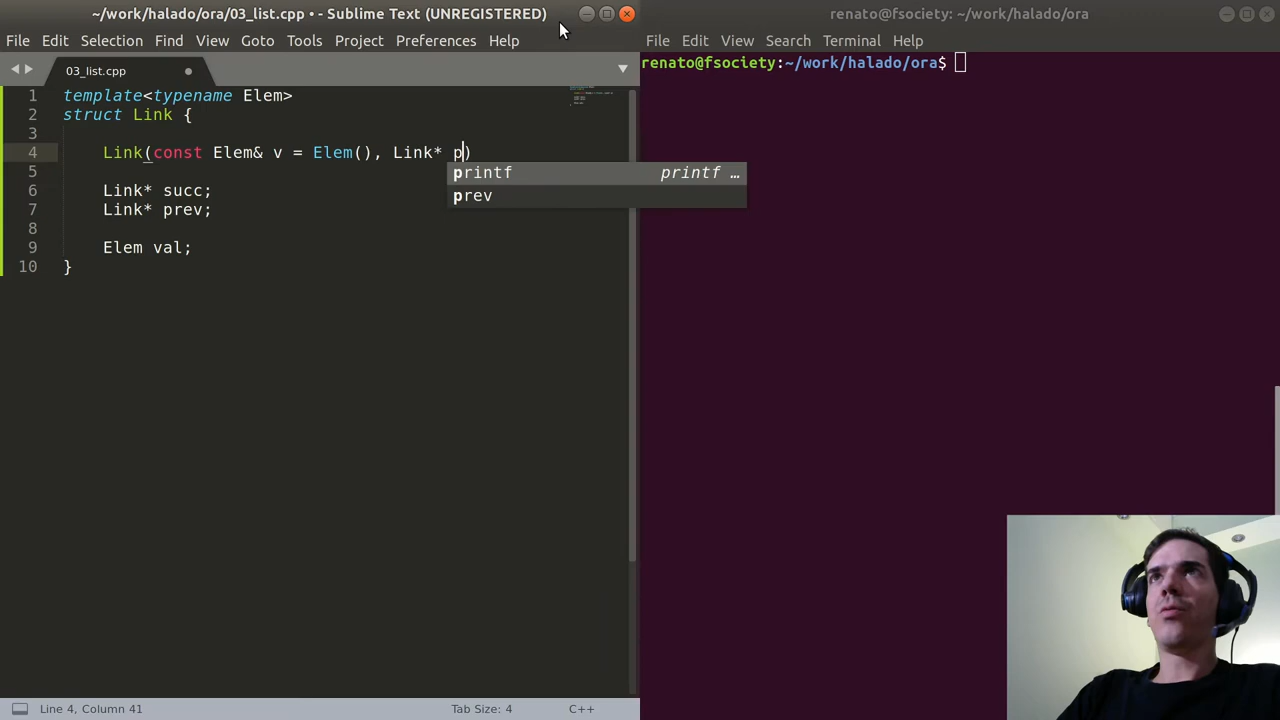 ~/work/halado/ora/03_list.cpp • - Sublime Text (UNREGISTERED)
File Edit Selection Find View Goto Tools Project Preferences Help
03_list.cpp
1 template<typename Elem>
2 struct Link {
3
4 Link(const Elem& v = Elem(), Link* p)
printf printf …
prev
5
6 Link* succ;
7 Link* prev;
8
9 Elem val;
10 }
Line 4, Column 41 Tab Size: 4 C++
renato@fsociety: ~/work/halado/ora
File Edit View Search Terminal Help
renato@fsociety:~/work/halado/ora$